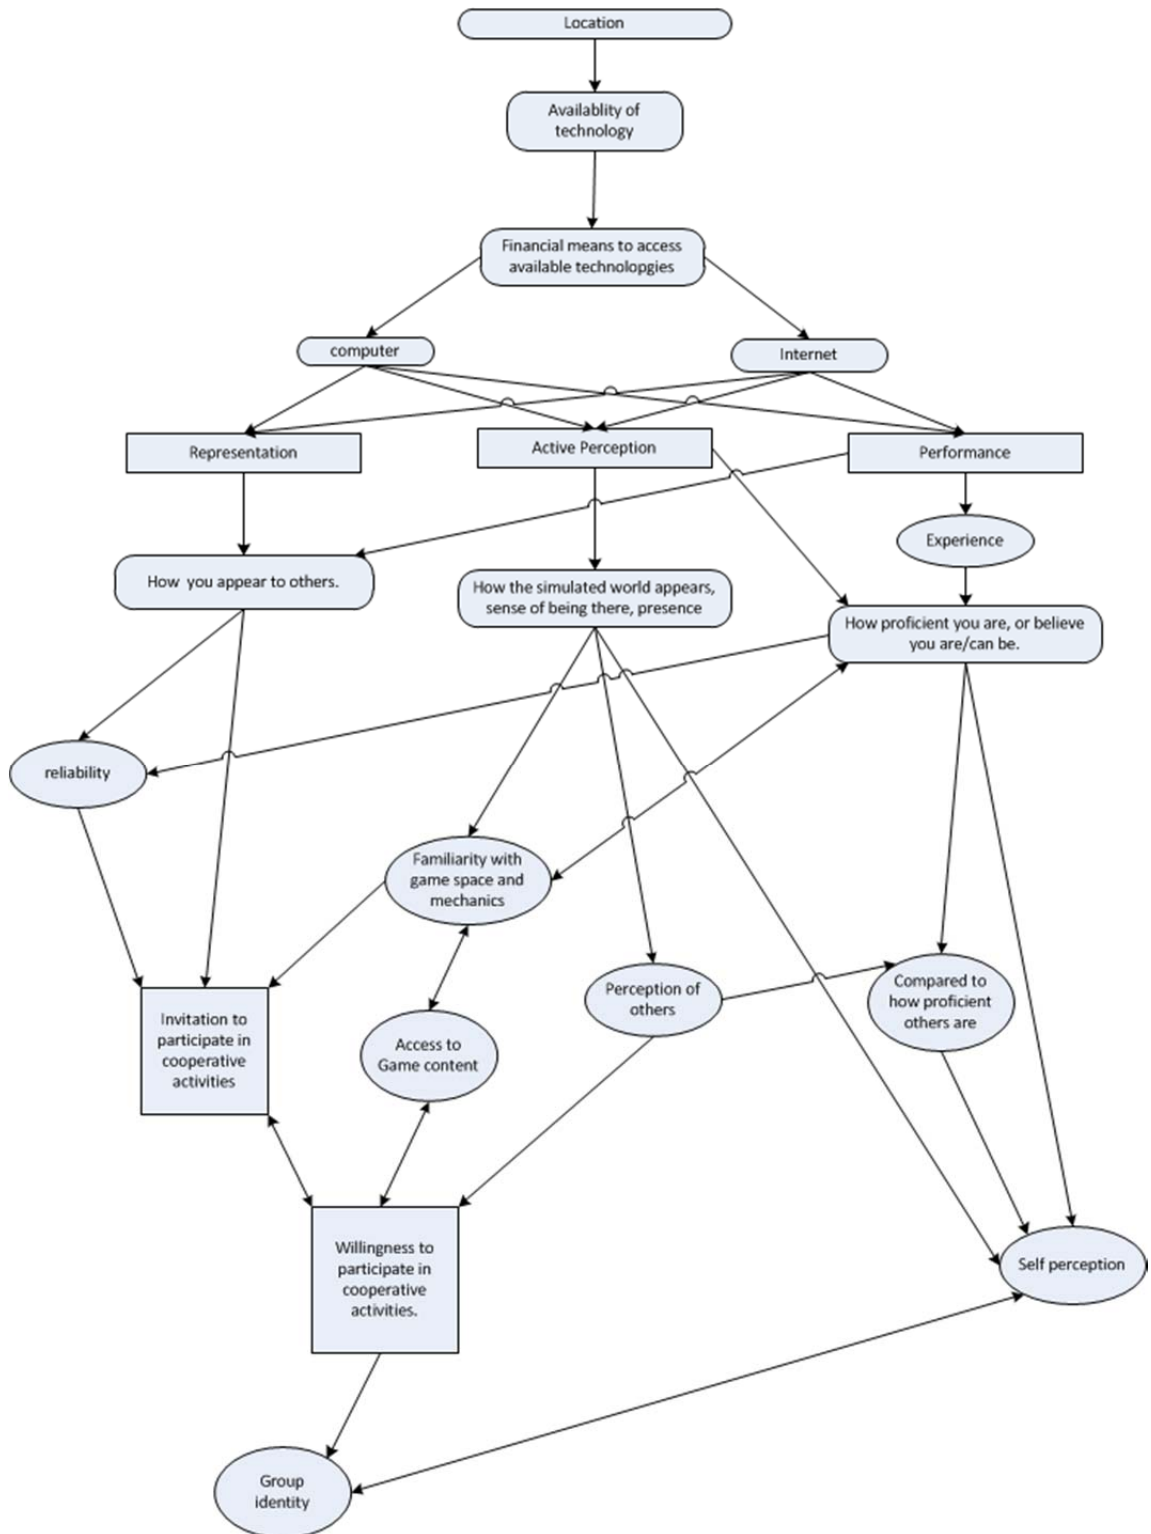 Location
Availablity of
technology
Financial means to access
available technolopgies
computer
Internet
Representation
Active Perception
Performance
Experience
How you appear to others.
How the simulated world appears,
sense of being there, presence
How proficient you are, or believe
you are/can be.
reliability
Familiarity with
game space and
mechanics
Perception of
others
Compared to
how proficient
others are
Invitation to
participate in
cooperative
activities
Access to
Game content
Willingness to
participate in
cooperative
activities.
Self perception
Group
identity